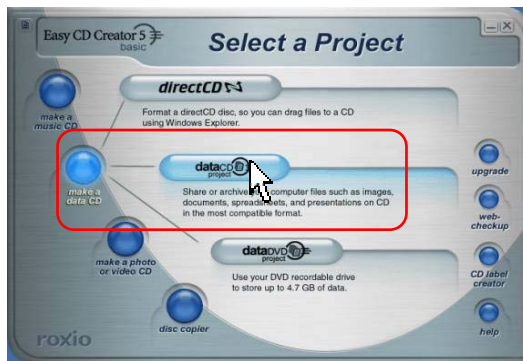 Easy CD Creator 5
basic
Select a Project
directCD
Format a directCD disc, so you can drag files to a CD
using Windows Explorer.
make a
music CD
dataCD
project
Share or archive computer files such as images,
documents, spreadsheets, and presentations on CD
in the most compatible format.
make a
data CD
upgrade
web-
checkup
dataDVD
project
Use your DVD recordable drive
to store up to 4.7 GB of data.
make a photo
or video CD
CD label
creator
disc copier
help
roxio